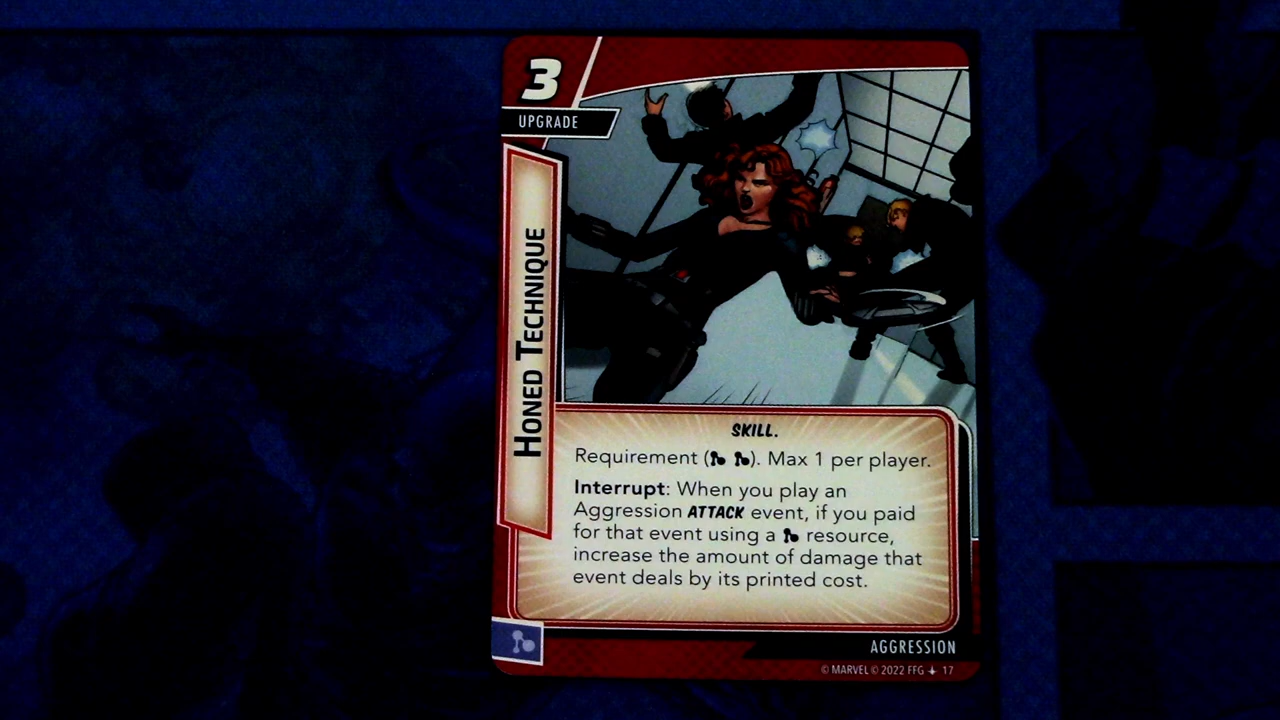 3
UPGRADE
HONED TECHNIQUE
SKILL.
Requirement ( ). Max 1 per player.
Interrupt: When you play an
Aggression ATTACK event, if you paid
for that event using a resource,
increase the amount of damage that
event deals by its printed cost.
AGGRESSION
© MARVEL © 2022 FFG 17